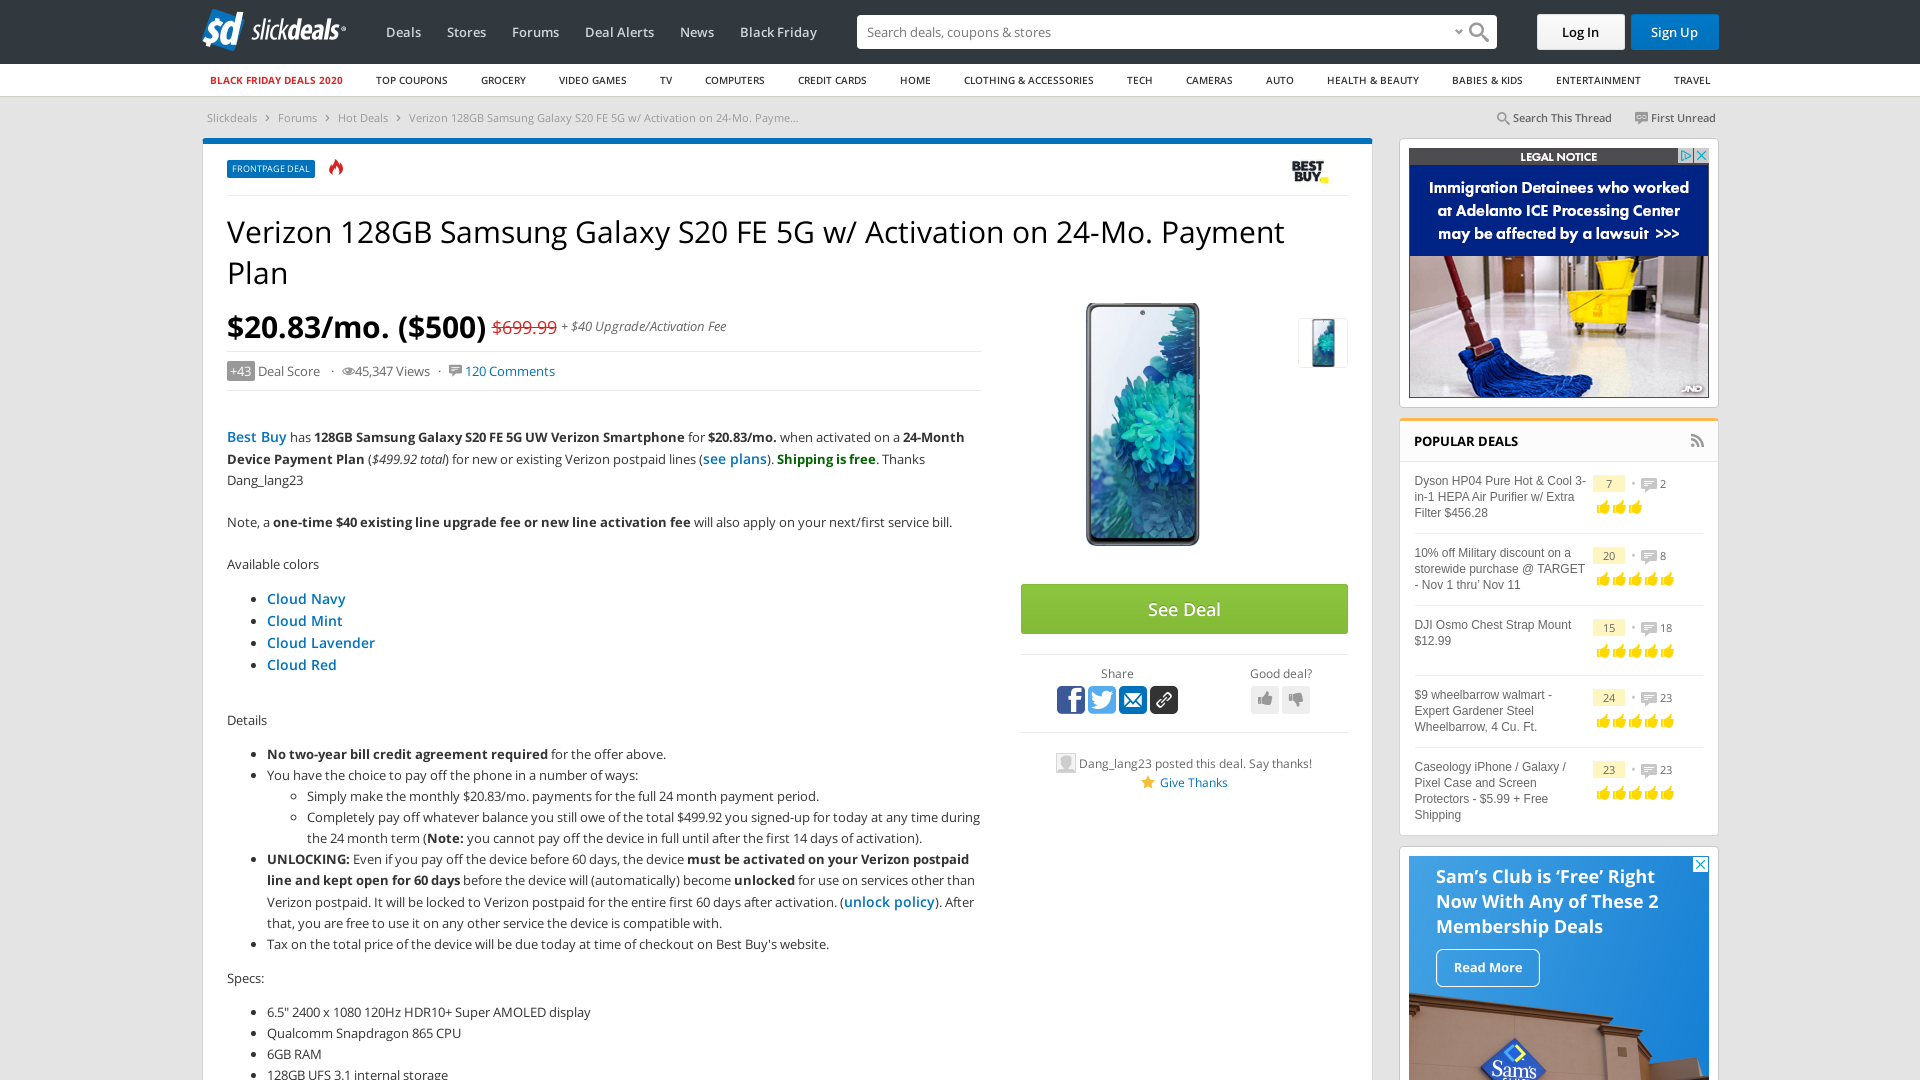 slickdeals
Deals
Stores
Forums
Deal Alerts
News
Black Friday
Search deals, coupons & stores
Log In
Sign Up
BLACK FRIDAY DEALS 2020
TOP COUPONS
GROCERY
VIDEO GAMES
TV
COMPUTERS
CREDIT CARDS
HOME
CLOTHING & ACCESSORIES
TECH
CAMERAS
AUTO
HEALTH & BEAUTY
BABIES & KIDS
ENTERTAINMENT
TRAVEL
Slickdeals > Forums > Hot Deals > Verizon 128GB Samsung Galaxy S20 FE 5G w/ Activation on 24-Mo. Payme...
Search This Thread
First Unread
FRONTPAGE DEAL
BEST
BUY
Verizon 128GB Samsung Galaxy S20 FE 5G w/ Activation on 24-Mo. Payment
Plan
$20.83/mo. ($500) $699.99 + $40 Upgrade/Activation Fee
+43 Deal Score · 45,347 Views · 120 Comments
Best Buy has 128GB Samsung Galaxy S20 FE 5G UW Verizon Smartphone for $20.83/mo. when activated on a 24-Month
Device Payment Plan ($499.92 total) for new or existing Verizon postpaid lines (see plans). Shipping is free. Thanks
Dang_lang23
Note, a one-time $40 existing line upgrade fee or new line activation fee will also apply on your next/first service bill.
Available colors
Cloud Navy
Cloud Mint
Cloud Lavender
Cloud Red
Details
No two-year bill credit agreement required for the offer above.
You have the choice to pay off the phone in a number of ways:
Simply make the monthly $20.83/mo. payments for the full 24 month payment period.
Completely pay off whatever balance you still owe of the total $499.92 you signed-up for today at any time during
the 24 month term (Note: you cannot pay off the device in full until after the first 14 days of activation).
UNLOCKING: Even if you pay off the device before 60 days, the device must be activated on your Verizon postpaid
line and kept open for 60 days before the device will (automatically) become unlocked for use on services other than
Verizon postpaid. It will be locked to Verizon postpaid for the entire first 60 days after activation. (unlock policy). After
that, you are free to use it on any other service the device is compatible with.
Tax on the total price of the device will be due today at time of checkout on Best Buy's website.
Specs:
6.5" 2400 x 1080 120Hz HDR10+ Super AMOLED display
Qualcomm Snapdragon 865 CPU
6GB RAM
128GB UFS 3.1 internal storage
See Deal
Share
Good deal?
Dang_lang23 posted this deal. Say thanks!
Give Thanks
LEGAL NOTICE
Immigration Detainees who worked
at Adelanto ICE Processing Center
may be affected by a lawsuit >>>
JND
POPULAR DEALS
Dyson HP04 Pure Hot & Cool 3-
in-1 HEPA Air Purifier w/ Extra
Filter $456.28
7 • 2
10% off Military discount on a
storewide purchase @ TARGET
- Nov 1 thru' Nov 11
20 • 8
DJI Osmo Chest Strap Mount
$12.99
15 • 18
$9 wheelbarrow walmart -
Expert Gardener Steel
Wheelbarrow, 4 Cu. Ft.
24 • 23
Caseology iPhone / Galaxy /
Pixel Case and Screen
Protectors - $5.99 + Free
Shipping
23 • 23
Sam's Club is ‘Free’ Right
Now With Any of These 2
Membership Deals
Read More
Sam's